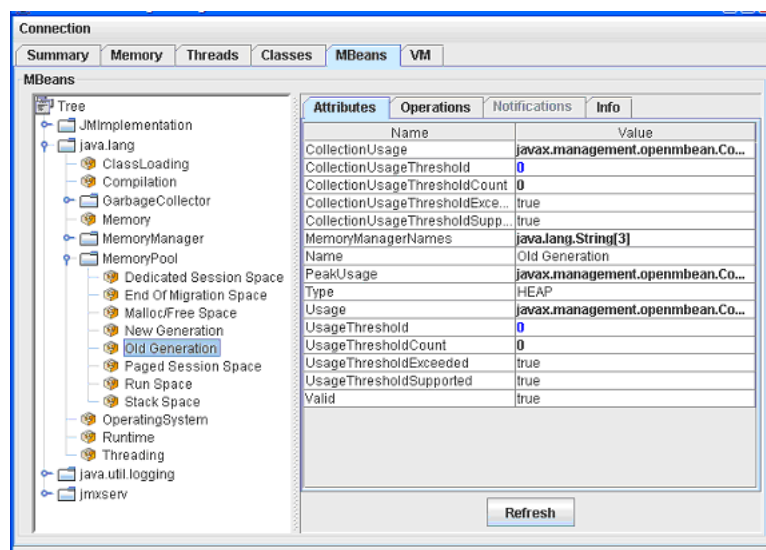 Connection
Summary Memory Threads Classes MBeans VM
MBeans
Tree
JMImplementation
java.lang
ClassLoading
Compilation
GarbageCollector
Memory
MemoryManager
MemoryPool
Dedicated Session Space
End Of Migration Space
Malloc/Free Space
New Generation
Old Generation
Paged Session Space
Run Space
Stack Space
OperatingSystem
Runtime
Threading
java.util.logging
jmxserv
Attributes Operations Notifications Info
Name Value
CollectionUsage javax.management.openmbean.Co...
CollectionUsageThreshold 0
CollectionUsageThresholdCount 0
CollectionUsageThresholdExce... true
CollectionUsageThresholdSupp... true
MemoryManagerNames java.lang.String[3]
Name Old Generation
PeakUsage javax.management.openmbean.Co...
Type HEAP
Usage javax.management.openmbean.Co...
UsageThreshold 0
UsageThresholdCount 0
UsageThresholdExceeded true
UsageThresholdSupported true
Valid true
Refresh